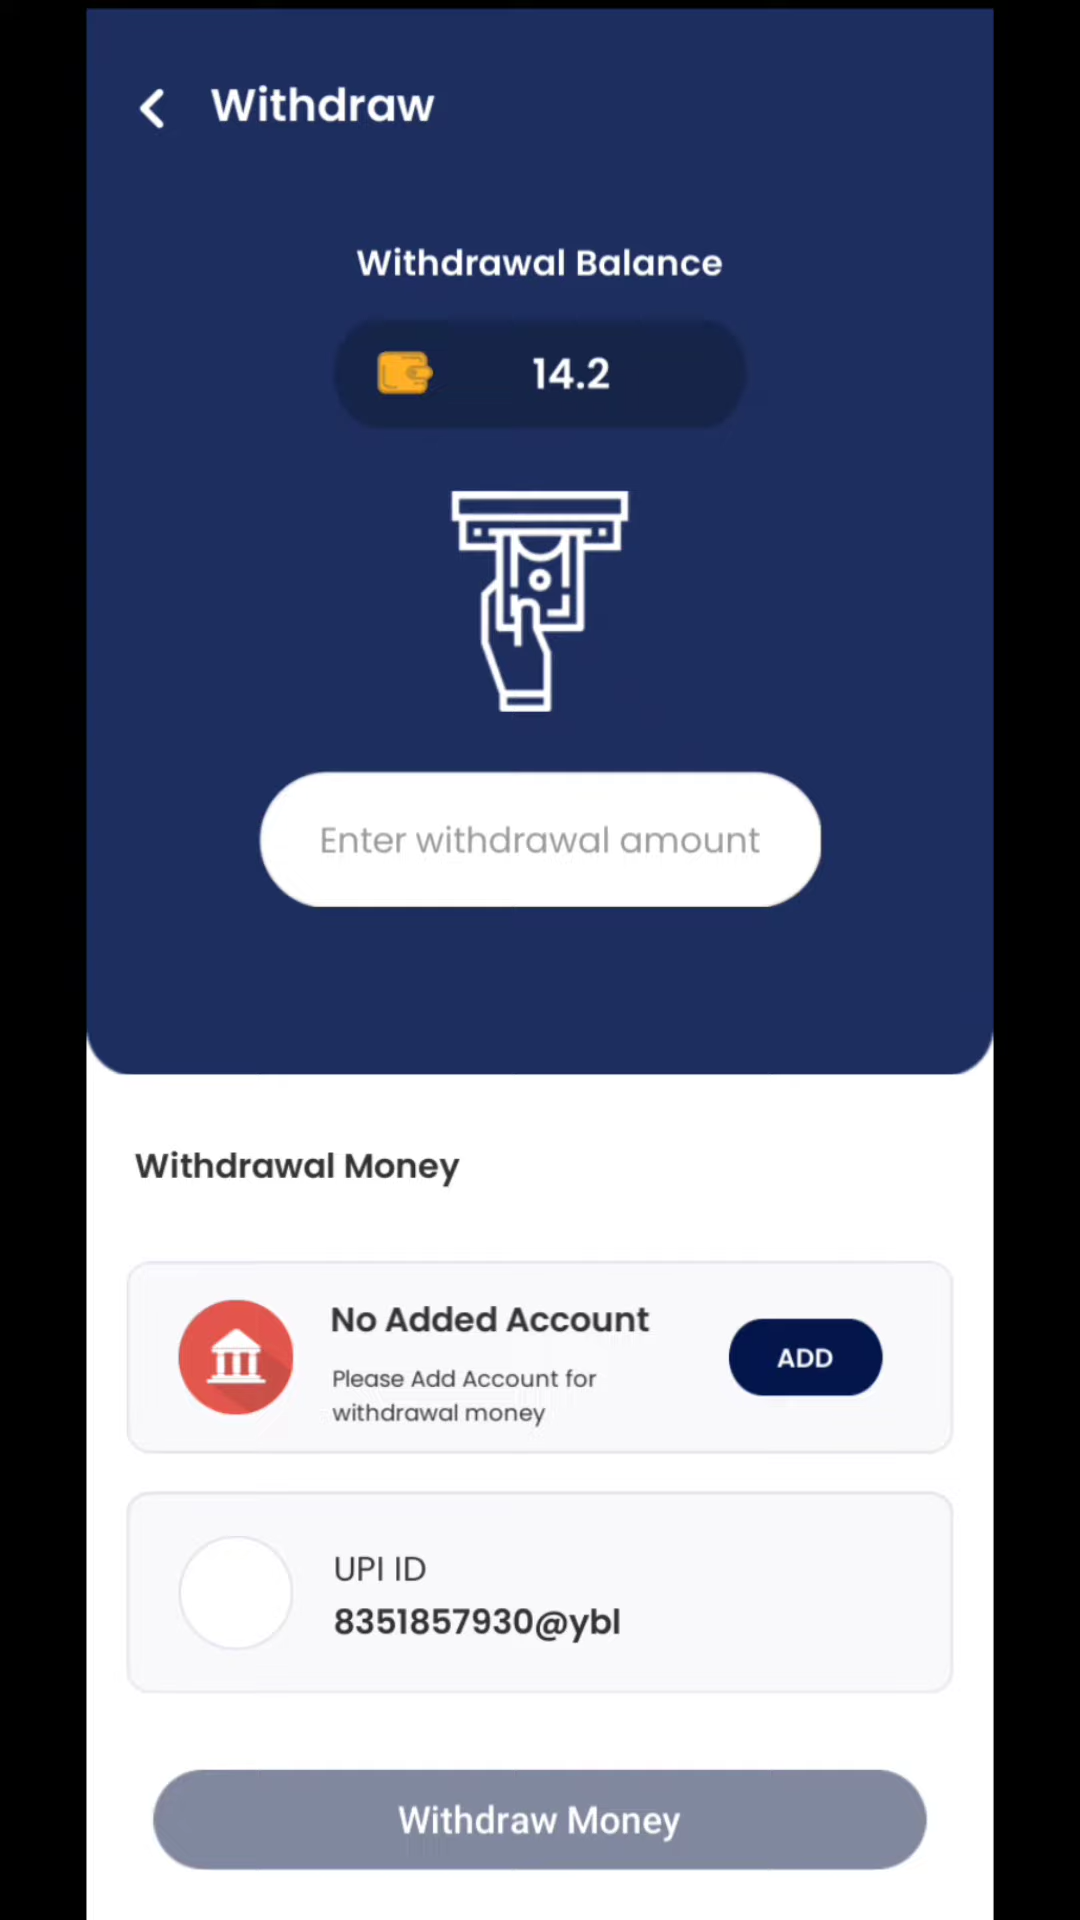 Withdraw
Withdrawal Balance
14.2
Enter withdrawal amount
Withdrawal Money
No Added Account
Please Add Account for
withdrawal money
ADD
UPI ID
8351857930@ybl
Withdraw Money